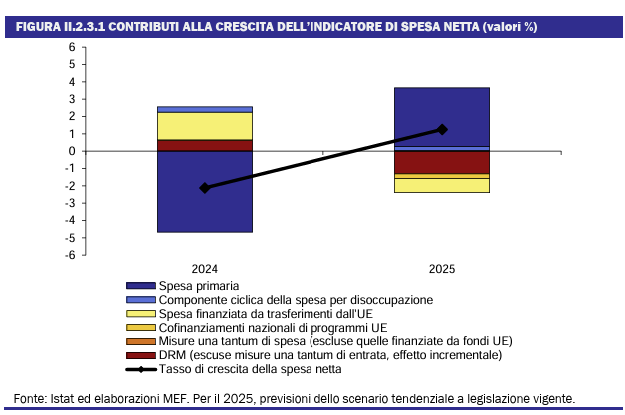 FIGURA II.2.3.1 CONTRIBUTI ALLA CRESCITA DELL'INDICATORE DI SPESA NETTA (valori %)
6
5
4
3
2
1
0
-1
-2
-3
-4
-5
-6
2024 2025
Spesa primaria
Componente ciclica della spesa per disoccupazione
Spesa finanziata da trasferimenti dall'UE
Cofinanziamenti nazionali di programmi UE
Misure una tantum di spesa (escluse quelle finanziate da fondi UE)
DRM (escuse misure una tantum di entrata, effetto incrementale)
Tasso di crescita della spesa netta
Fonte: Istat ed elaborazioni MEF. Per il 2025, previsioni dello scenario tendenziale a legislazione vigente.